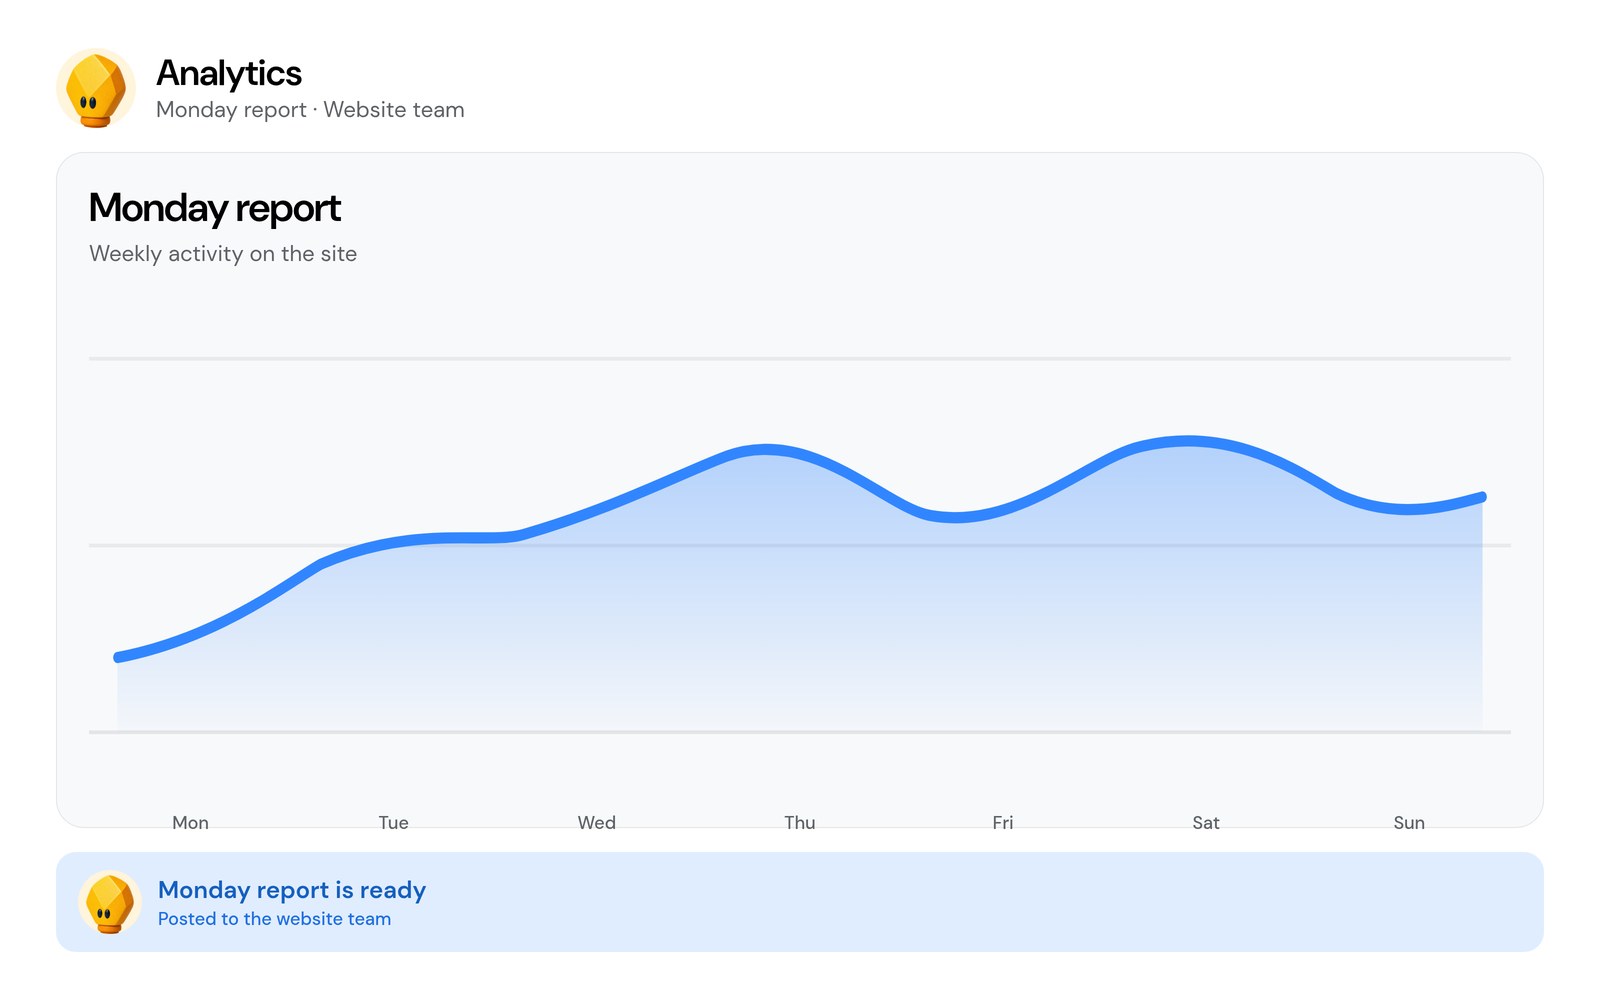 Analytics
Monday report · Website team
Monday report
Weekly activity on the site
Mon Tue Wed Thu Fri Sat Sun
Monday report is ready
Posted to the website team